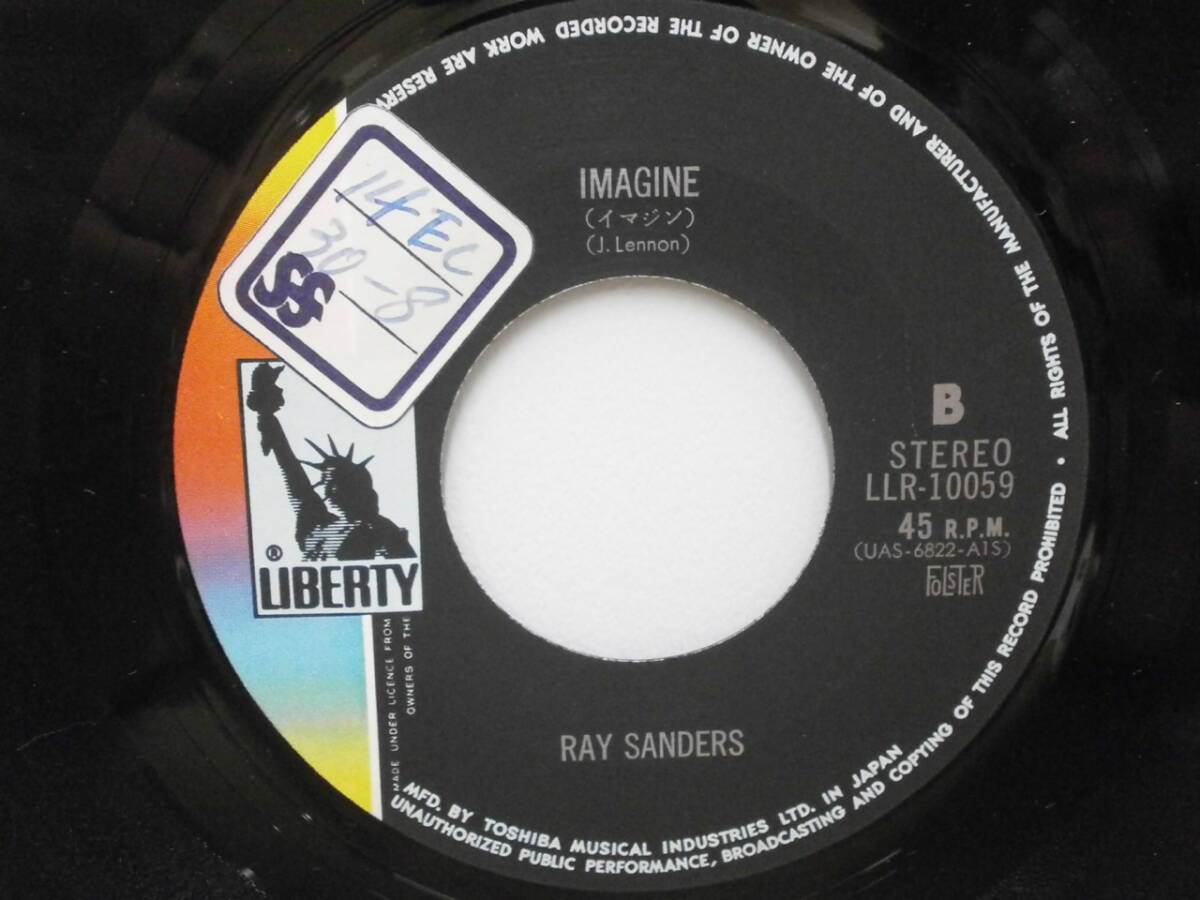 IMAGINE
(イマジン)
(J. Lennon)
14EC
30-8
SS
® LIBERTY
B
STEREO
LLR-10059
45 R.P.M.
(UAS-6822-A1S)
FOLSTER
RAY SANDERS
MADE UNDER LICENCE FROM
OWNERS OF THE
MFD. BY TOSHIBA MUSICAL INDUSTRIES LTD. IN JAPAN
UNAUTHORIZED PUBLIC PERFORMANCE, BROADCASTING AND COPYING OF THIS RECORD PROHIBITED • ALL RIGHTS OF THE MANUFACTURER AND OF THE OWNER OF THE RECORDED WORK ARE RESERV